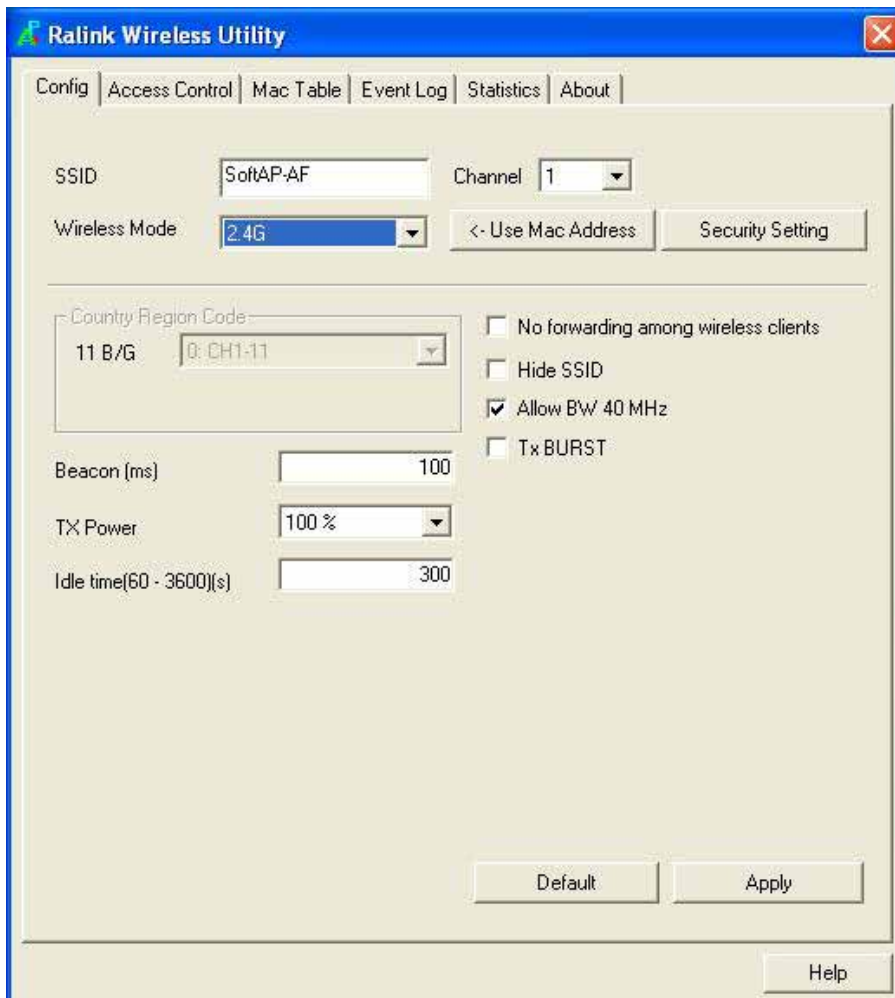 Ralink Wireless Utility
Config Access Control Mac Table Event Log Statistics About
SSID SoftAP-AF Channel 1
Wireless Mode 2.4G <- Use Mac Address Security Setting
Country Region Code
11 B/G 0: CH1-11
No forwarding among wireless clients
Hide SSID
Allow BW 40 MHz
Tx BURST
Beacon (ms) 100
TX Power 100 %
Idle time(60 - 3600)(s) 300
Default Apply
Help